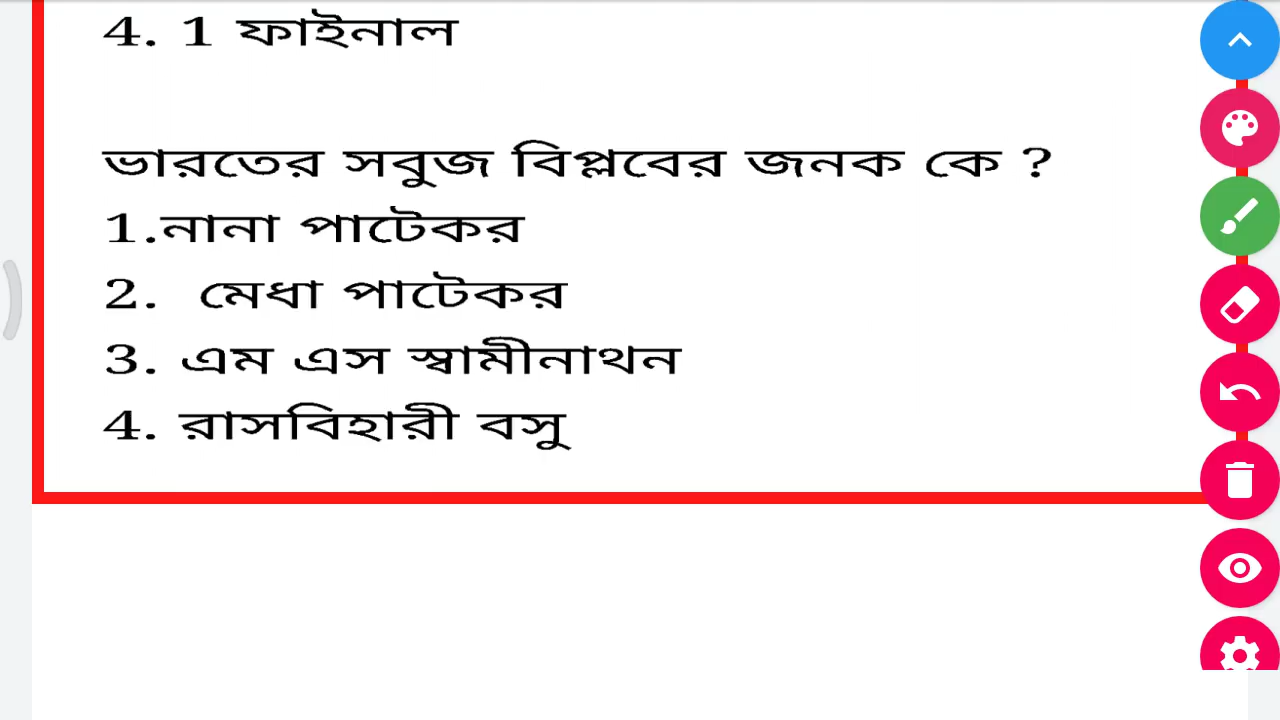 4. 1 ফাইনাল
ভারতের সবুজ বিপ্লবের জনক কে ?
1.নানা পাটেকর
2. মেধা পাটেকর
3. এম এস স্বামীনাথন
4. রাসবিহারী বসু